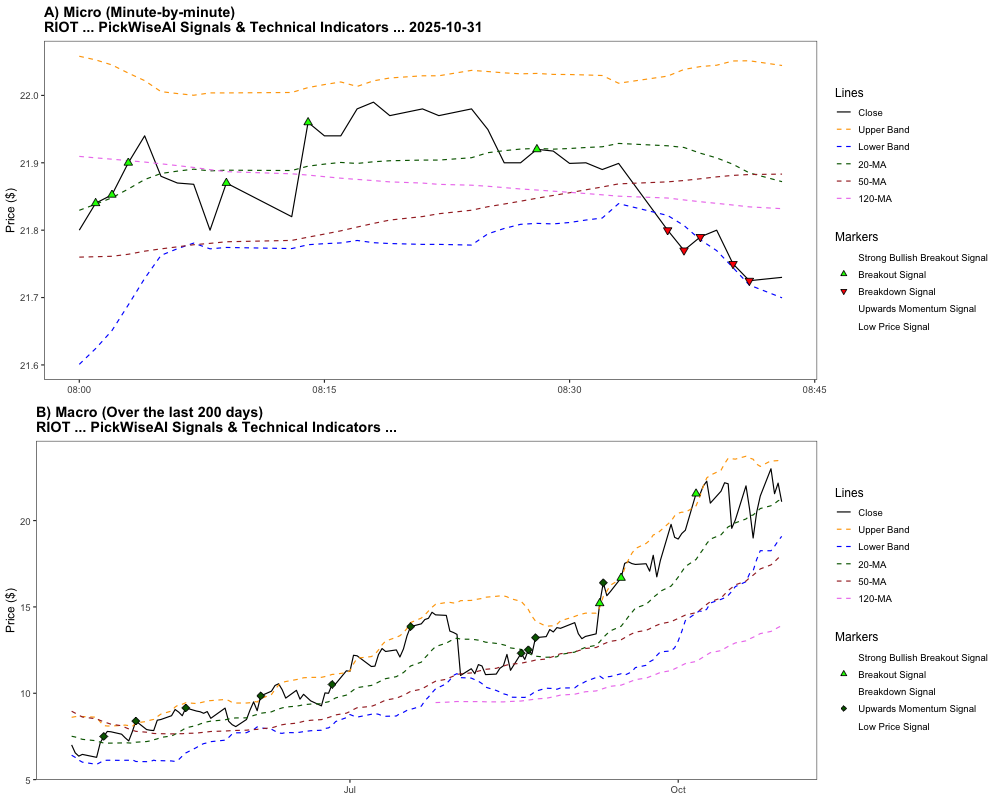 A) Micro (Minute-by-minute)
RIOT ... PickWiseAI Signals & Technical Indicators ... 2025-10-31
Price ($)
22.0
21.9
21.8
21.7
21.6
08:00
08:15
08:30
08:45
Lines
Close
Upper Band
Lower Band
20-MA
50-MA
120-MA
Markers
Strong Bullish Breakout Signal
Breakout Signal
Breakdown Signal
Upwards Momentum Signal
Low Price Signal
B) Macro (Over the last 200 days)
RIOT ... PickWiseAI Signals & Technical Indicators ...
Price ($)
20
15
10
5
Jul
Oct
Lines
Close
Upper Band
Lower Band
20-MA
50-MA
120-MA
Markers
Strong Bullish Breakout Signal
Breakout Signal
Breakdown Signal
Upwards Momentum Signal
Low Price Signal